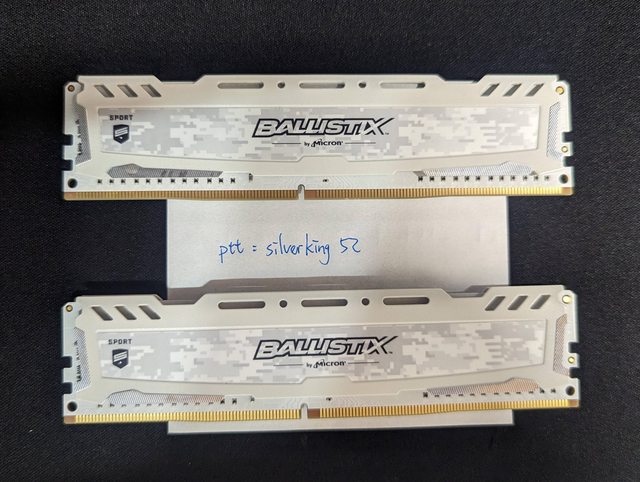 SPORT
BALLISTIX
by Micron
ptt = silverking 52
SPORT
BALLISTIX
by Micron